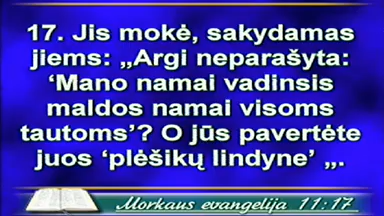 17. Jis mokė, sakydamas
jiems: „Argi neparašyta:
‘Mano namai vadinsis
maldos namai visoms
tautoms’? O jūs pavertėte
juos ‘plėšikų lindyne’ „.
Morkaus evangelija 11:17